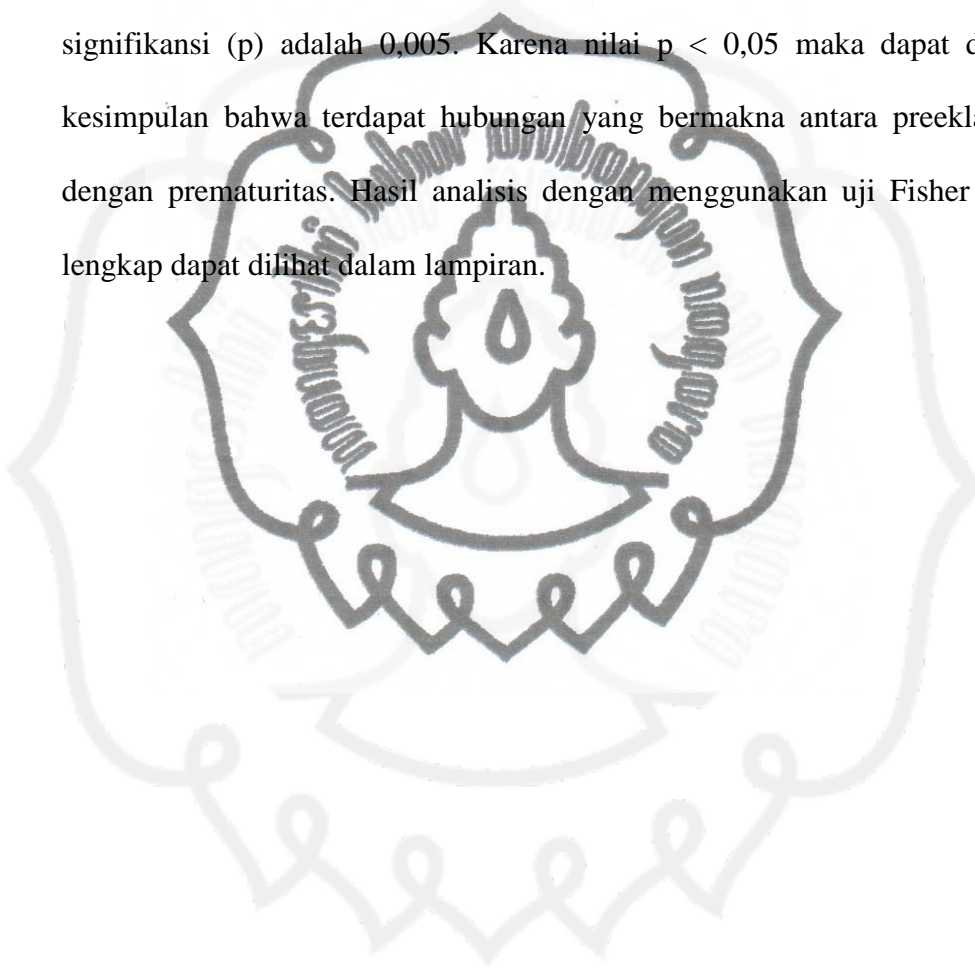 signifikansi (p) adalah 0,005. Karena nilai p < 0,05 maka dapat d
kesimpulan bahwa terdapat hubungan yang bermakna antara preekla
dengan prematuritas. Hasil analisis dengan menggunakan uji Fisher
lengkap dapat dilihat dalam lampiran.